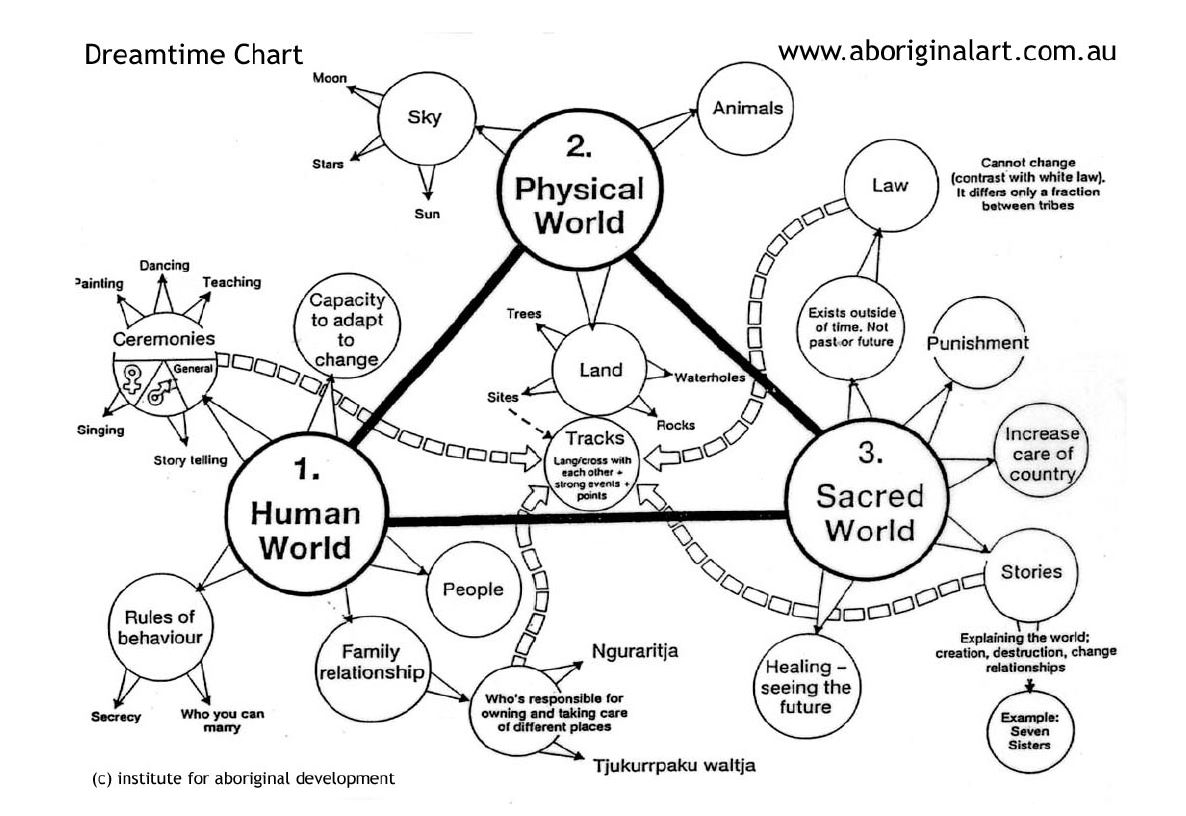 Dreamtime Chart
www.aboriginalart.com.au
Moon
Sky
Stars
Sun
2.
Physical
World
Animals
Law
Cannot change
(contrast with white law).
It differs only a fraction
between tribes
Dancing
Painting
Teaching
Ceremonies
General
Singing
Story telling
Capacity
to adapt
to
change
Trees
Land
Waterholes
Sites
Rocks
Tracks
Lang/cross with
each other +
strong events +
points
Exists outside
of time. Not
past or future
Punishment
Increase
care of
country
1.
Human
World
3.
Sacred
World
Stories
Explaining the world;
creation, destruction, change
relationships
Example:
Seven
Sisters
Rules of
behaviour
Secrecy
Who you can
marry
People
Family
relationship
Who's responsible for
owning and taking care
of different places
Nguraritja
Tjukurrpaku waltja
Healing –
seeing the
future
(c) institute for aboriginal development